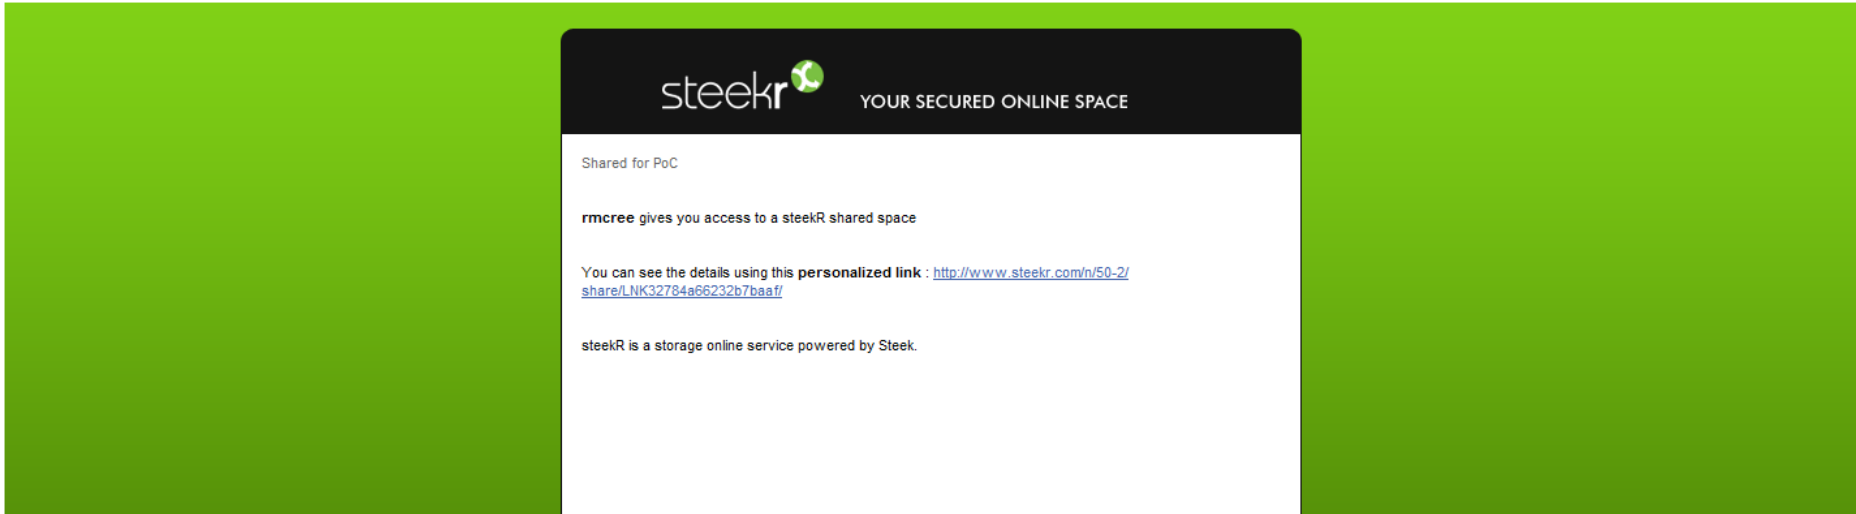 steekr
YOUR SECURED ONLINE SPACE
Shared for PoC
rmcree gives you access to a steekR shared space
You can see the details using this personalized link : http://www.steekr.com/n/50-2/
share/LNK32784a66232b7baaf/
steekR is a storage online service powered by Steek.